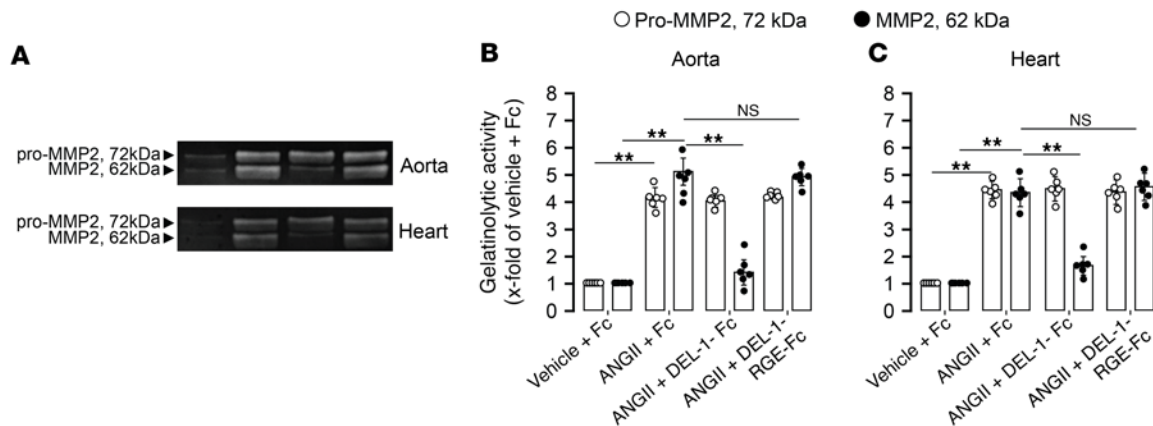 Pro-MMP2, 72 kDa
MMP2, 62 kDa
A
pro-MMP2, 72kDa
MMP2, 62kDa
Aorta
pro-MMP2, 72kDa
MMP2, 62kDa
Heart
B
Aorta
Gelatinolytic activity
(x-fold of vehicle + Fc)
8
7
6
5
4
3
2
1
0
**
**
**
NS
Vehicle + Fc
ANGII + Fc
ANGII + DEL-1- Fc
ANGII + DEL-1-
RGE-Fc
C
Heart
8
7
6
5
4
3
2
1
0
**
**
**
NS
Vehicle + Fc
ANGII + Fc
ANGII + DEL-1- Fc
ANGII + DEL-1-
RGE-Fc